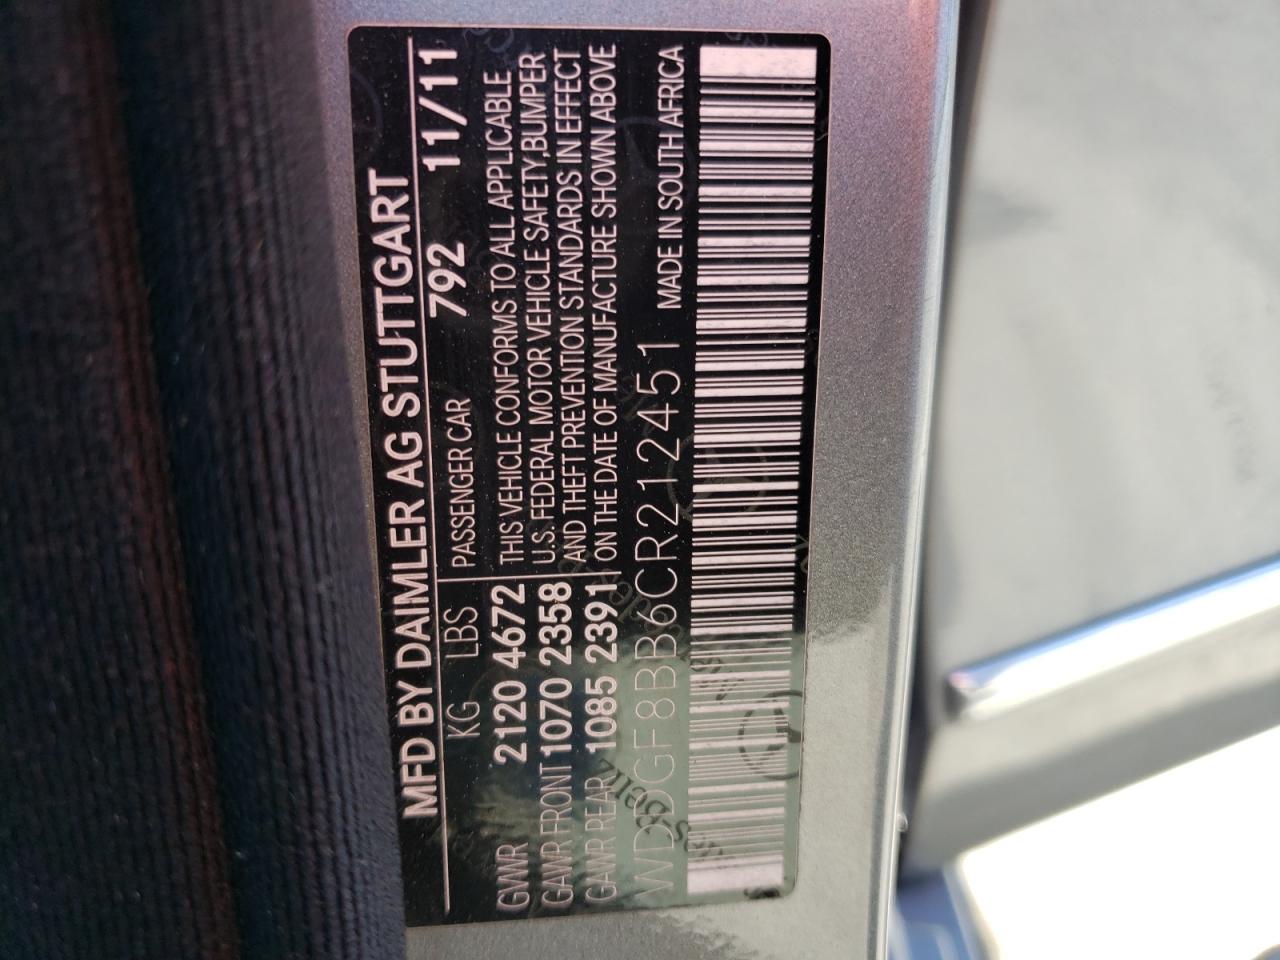 MFD BY DAIMLER AG STUTTGART
KG LBS PASSENGER CAR 792 11/11
GVWR 2120 4672 THIS VEHICLE CONFORMS TO ALL APPLICABLE
GAWR FRONT 1070 2358 U.S. FEDERAL MOTOR VEHICLE SAFETY,BUMPER
GAWR REAR 1085 2391 AND THEFT PREVENTION STANDARDS IN EFFECT
ON THE DATE OF MANUFACTURE SHOWN ABOVE
WDDGF8BB6CR212451 MADE IN SOUTH AFRICA